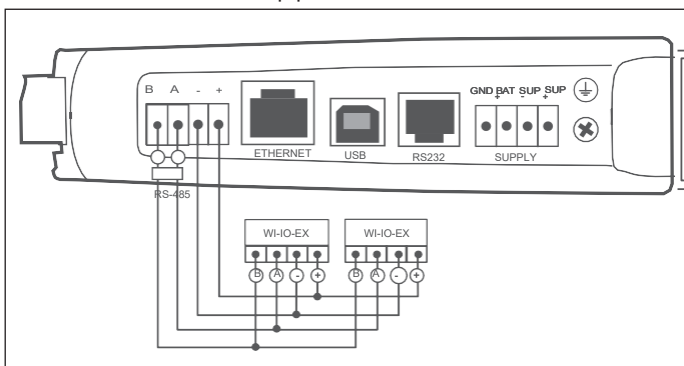 B A - +
GND BAT SUP SUP
+ - +
ETHERNET
USB
RS232
SUPPLY
RS-485
WI-IO-EX
WI-IO-EX
B A - +
B A - +